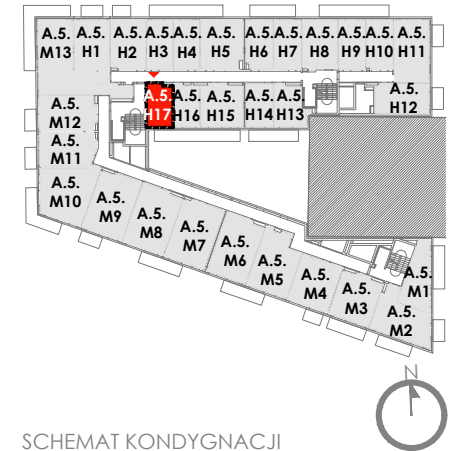 A.5. A.5. A.5. A.5. A.5. A.5. A.5. A.5. A.5. A.5. A.5. A.5.
M13 H1 H2 H3 H4 H5 H6 H7 H8 H9 H10 H11
A.5. A.5. A.5. A.5. A.5. A.5.
H17 H16 H15 H14 H13 H12
A.5.
M12
A.5.
M11
A.5.
M10
A.5.
M9
A.5.
M8
A.5.
M7
A.5.
M6
A.5.
M5
A.5.
M4
A.5.
M3
A.5.
M1
A.5.
M2
N
SCHEMAT KONDYGNACJI